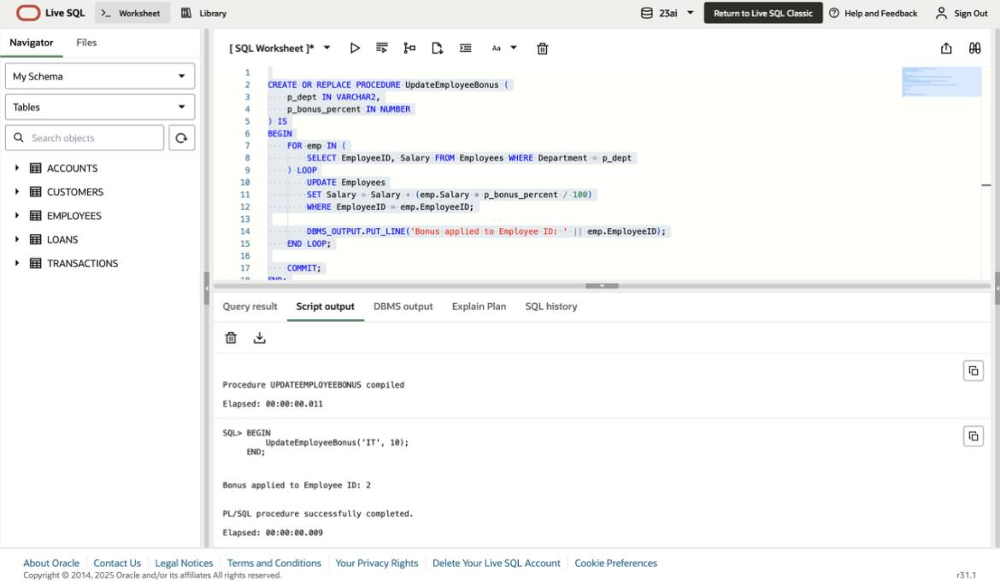 Live SQL
Worksheet
Library
23ai
Return to Live SQL Classic
Help and Feedback
Sign Out
Navigator
Files
My Schema
Tables
Search objects
ACCOUNTS
CUSTOMERS
EMPLOYEES
LOANS
TRANSACTIONS
[ SQL Worksheet ]*
Aa
1
2 CREATE OR REPLACE PROCEDURE UpdateEmployeeBonus (
3 p_dept IN VARCHAR2,
4 p_bonus_percent IN NUMBER
5 ) IS
6 BEGIN
7 FOR emp IN (
8 SELECT EmployeeID, Salary FROM Employees WHERE Department = p_dept
9 ) LOOP
10 UPDATE Employees
11 SET Salary = Salary + (emp.Salary * p_bonus_percent / 100)
12 WHERE EmployeeID = emp.EmployeeID;
13
14 DBMS_OUTPUT.PUT_LINE('Bonus applied to Employee ID: ' || emp.EmployeeID);
15 END LOOP;
16
17 COMMIT;
18 END;
Query result
Script output
DBMS output
Explain Plan
SQL history
Procedure UPDATEEMPLOYEEBONUS compiled
Elapsed: 00:00:00.011
SQL> BEGIN
UpdateEmployeeBonus('IT', 10);
END;
Bonus applied to Employee ID: 2
PL/SQL procedure successfully completed.
Elapsed: 00:00:00.009
About Oracle
Contact Us
Legal Notices
Terms and Conditions
Your Privacy Rights
Delete Your Live SQL Account
Cookie Preferences
Copyright © 2014, 2025 Oracle and/or its affiliates All rights reserved.
r31.1